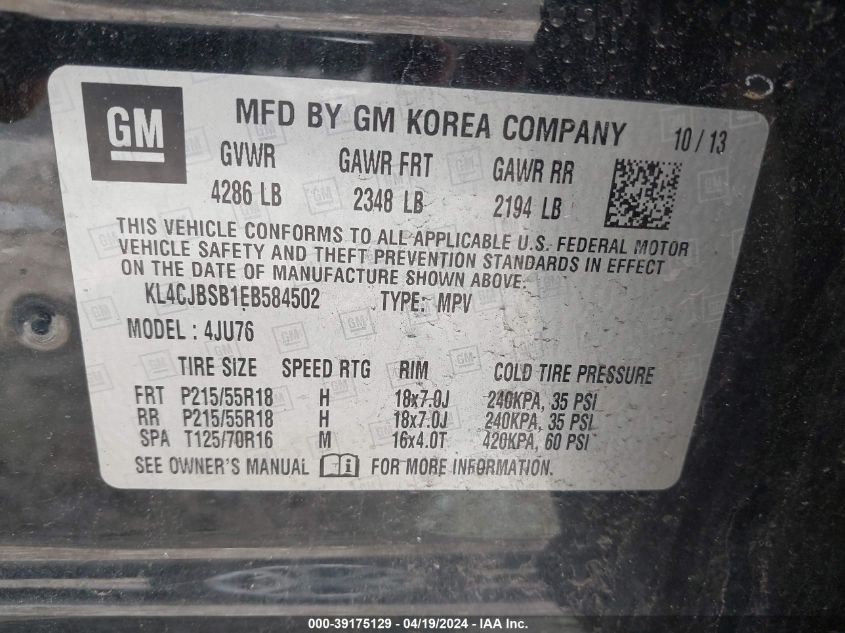 GM
MFD BY GM KOREA COMPANY 10 / 13
GVWR GAWR FRT GAWR RR
4286 LB 2348 LB 2194 LB
THIS VEHICLE CONFORMS TO ALL APPLICABLE U.S. FEDERAL MOTOR
VEHICLE SAFETY AND THEFT PREVENTION STANDARDS IN EFFECT
ON THE DATE OF MANUFACTURE SHOWN ABOVE.
KL4CJBSB1EB584502 TYPE: MPV
MODEL : 4JU76
TIRE SIZE SPEED RTG RIM COLD TIRE PRESSURE
FRT P215/55R18 H 18x7.0J 240KPA, 35 PSI
RR P215/55R18 H 18x7.0J 240KPA, 35 PSI
SPA T125/70R16 M 16x4.0T 420KPA, 60 PSI
SEE OWNER'S MANUAL FOR MORE INFORMATION.
000-39175129 - 04/19/2024 - IAA Inc.